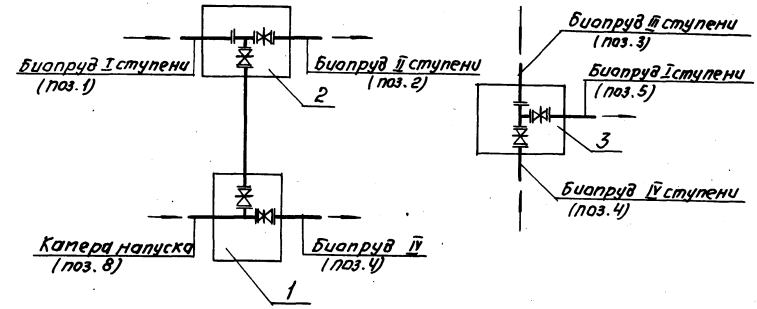 Биопруд I ступени
(поз.1)
Биопруд II ступени
(поз.2)
2
Биопруд III ступени
(поз.3)
Биопруд I ступени
(поз.5)
3
Биопруд IV ступени
(поз.4)
Камера напуска
(поз.8)
Биопруд IV
(поз.4)
1